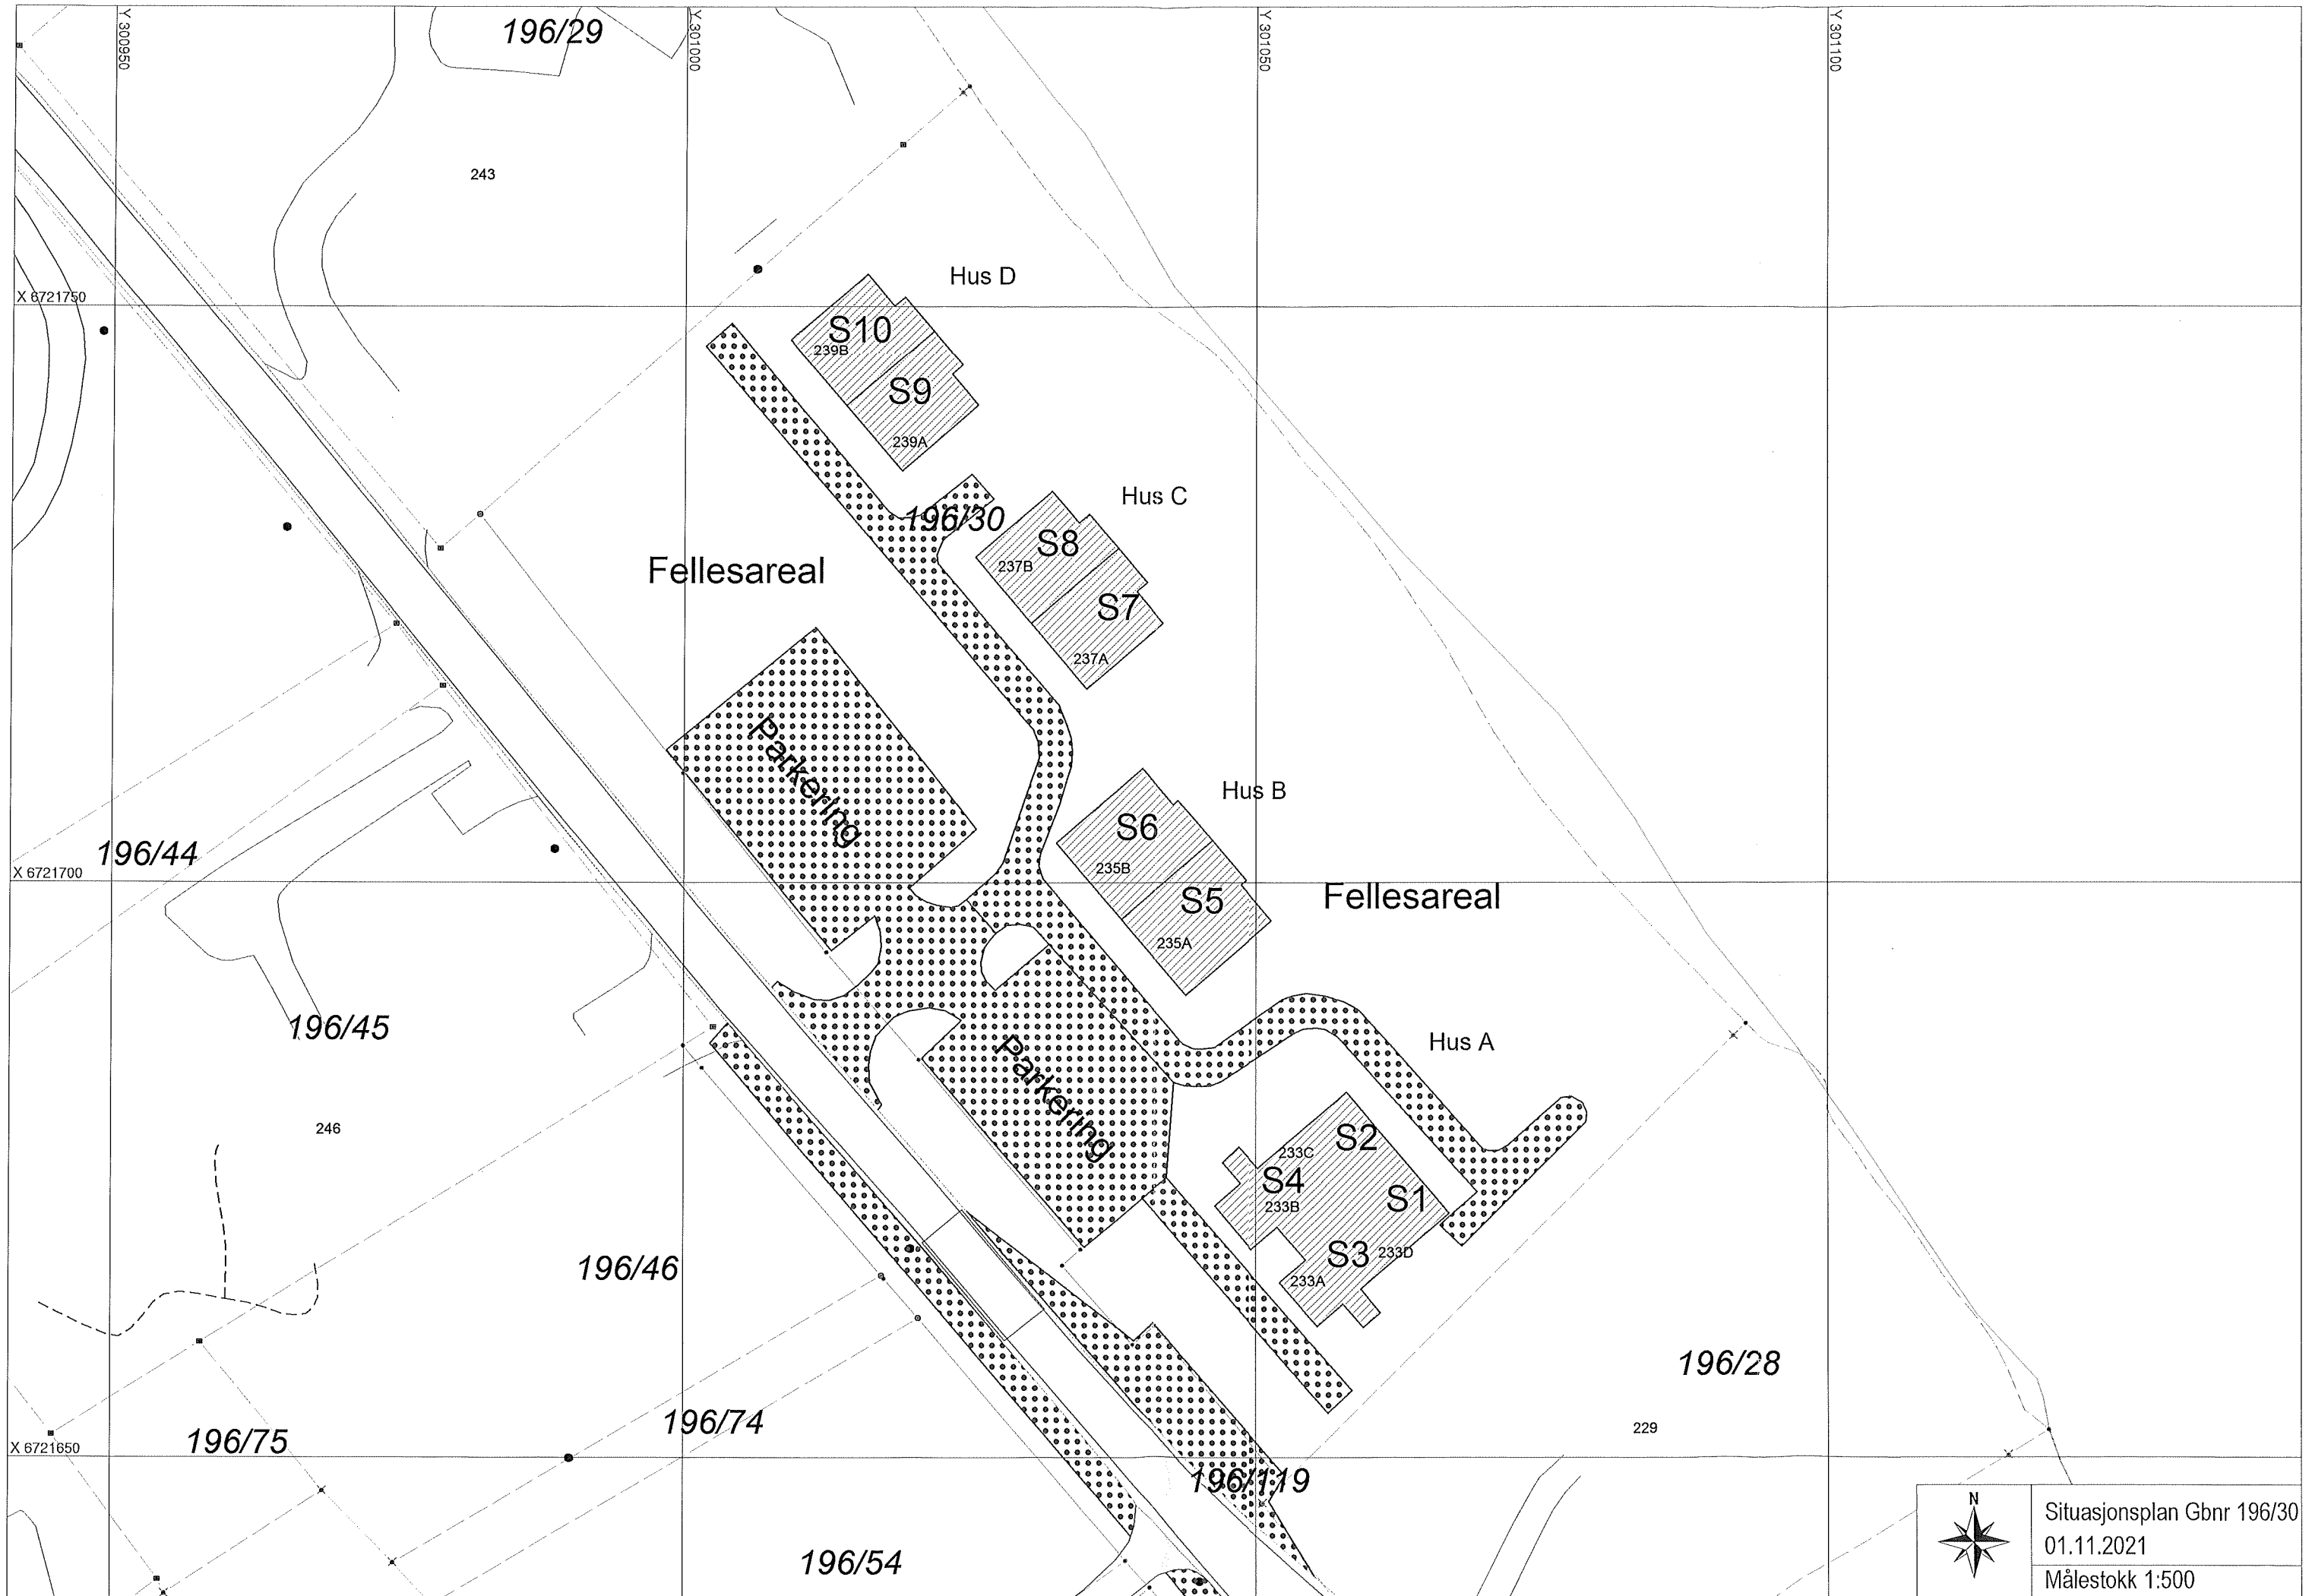 Y 300950
196/29
Y 301000
Y 301050
Y 301100
243
Hus D
X 6721750
S10
239B
S9
239A
Hus C
196/30
S8
237B
Fellesareal
S7
237A
Parkering
Hus B
S6
235B
196/44
X 6721700
S5
235A
Fellesareal
196/45
Hus A
Parkering
246
S2
233C
S4
233B
S1
S3
233D
233A
196/46
196/28
196/74
229
196/75
X 6721650
196/119
196/54
N
Situasjonsplan Gbnr 196/30
01.11.2021
Målestokk 1:500